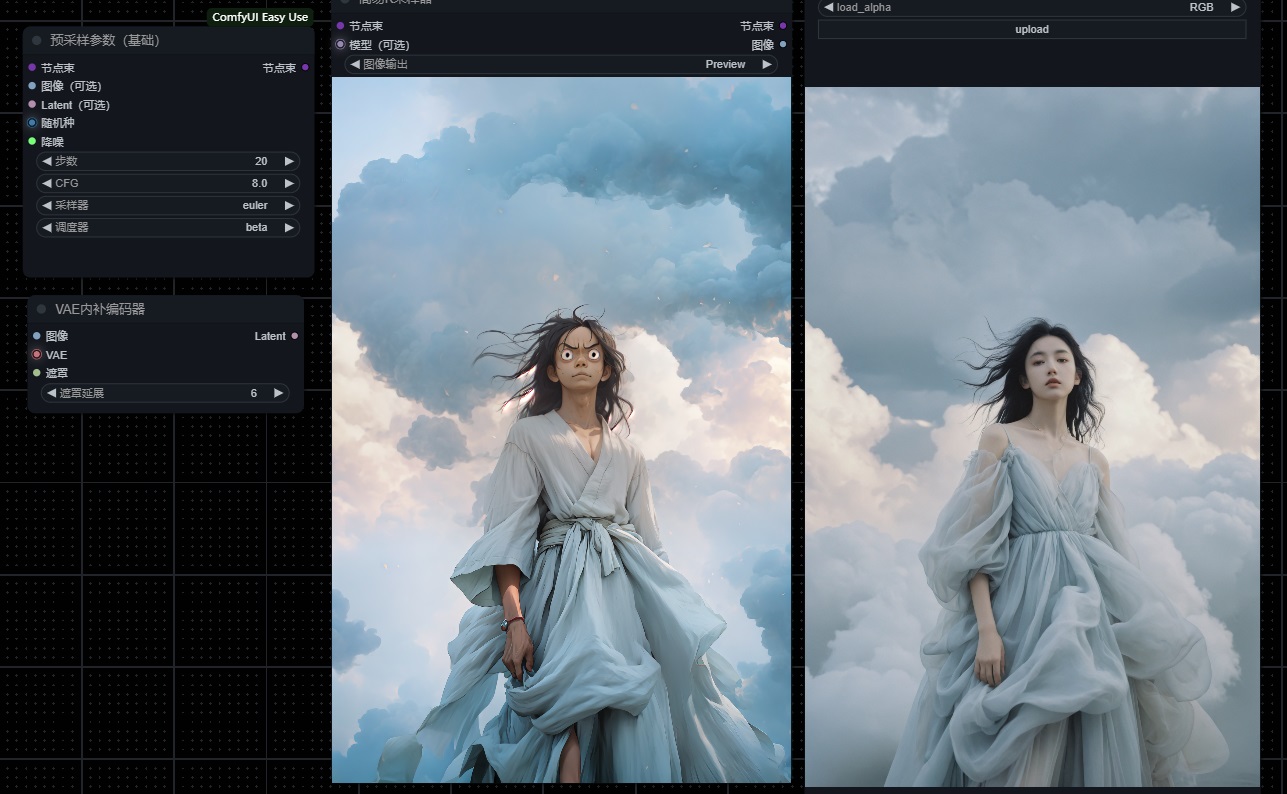 ComfyUI Easy Use
预采样参数（基础）
节点束 节点束
图像（可选）
Latent（可选）
随机种
降噪
步数 20
CFG 8.0
采样器 euler
调度器 beta
VAE内补编码器
图像 Latent
VAE
遮罩
遮罩延展 6
节点束 节点束
模型（可选） 图像
图像输出 Preview
load_alpha RGB
upload